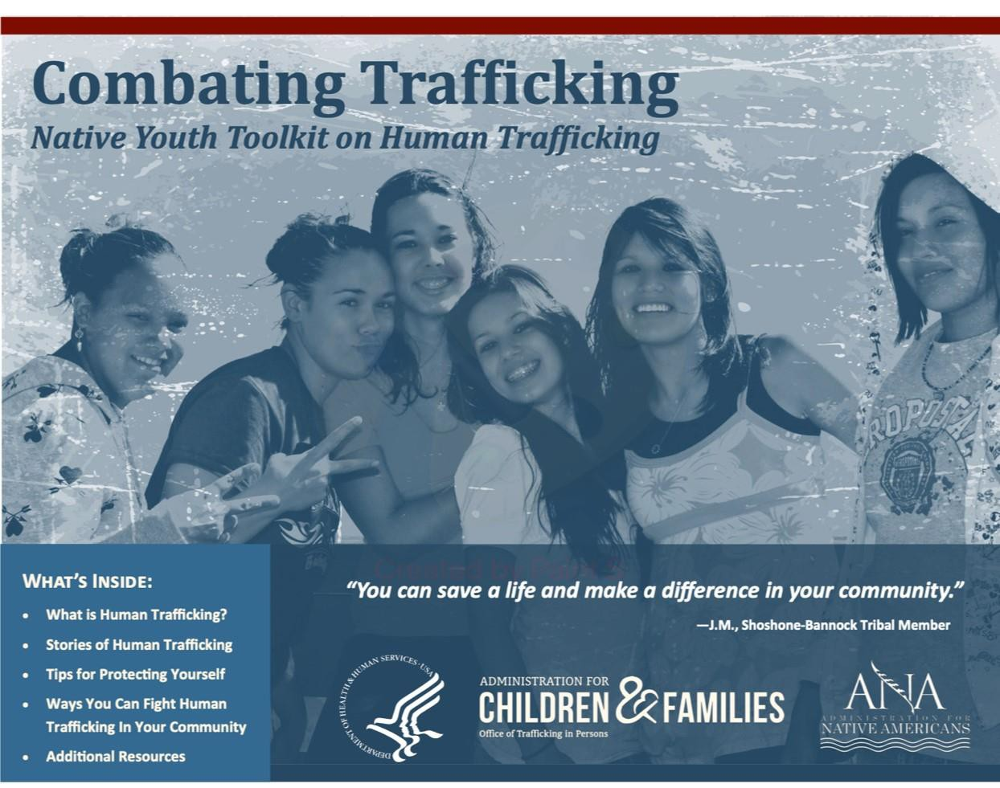 Combating Trafficking
Native Youth Toolkit on Human Trafficking
ROPOSTAL
WHAT'S INSIDE:
• What is Human Trafficking?
• Stories of Human Trafficking
• Tips for Protecting Yourself
• Ways You Can Fight Human
Trafficking In Your Community
• Additional Resources
Created by
“You can save a life and make a difference in your community.”
—J.M., Shoshone-Bannock Tribal Member
DEPARTMENT OF HEALTH & HUMAN SERVICES • USA
ADMINISTRATION FOR
CHILDREN & FAMILIES
Office of Trafficking in Persons
ANA
ADMINISTRATION FOR
NATIVE AMERICANS